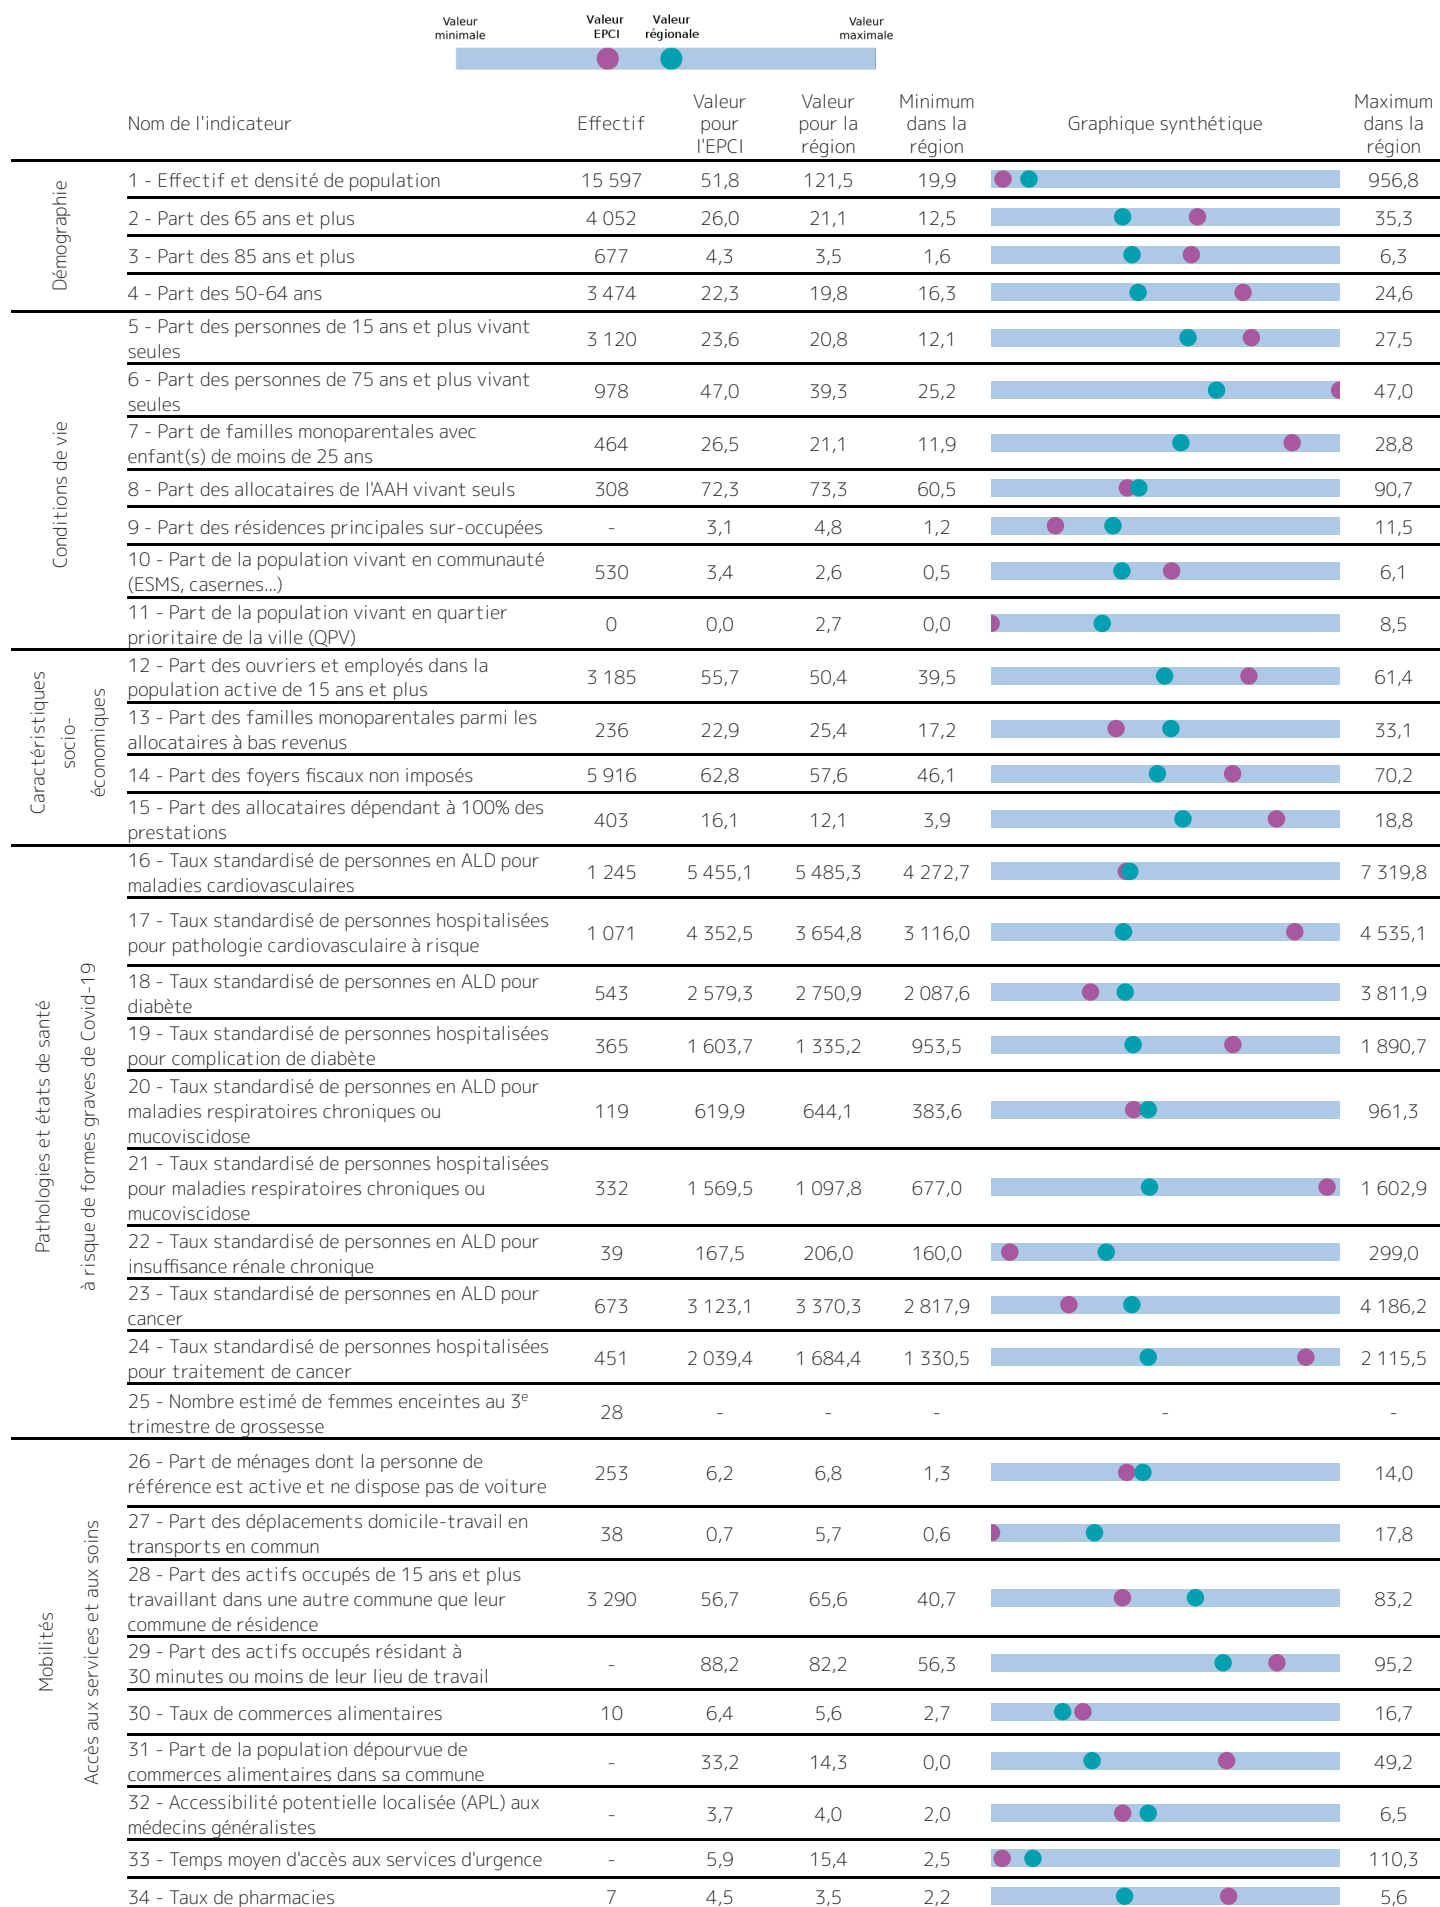 Valeur minimale
Valeur EPCI
Valeur régionale
Valeur maximale
Nom de l'indicateur
Effectif
Valeur pour l'EPCI
Valeur pour la région
Minimum dans la région
Graphique synthétique
Maximum dans la région
Démographie
1 - Effectif et densité de population 15 597 51,8 121,5 19,9 956,8
2 - Part des 65 ans et plus 4 052 26,0 21,1 12,5 35,3
3 - Part des 85 ans et plus 677 4,3 3,5 1,6 6,3
4 - Part des 50-64 ans 3 474 22,3 19,8 16,3 24,6
Conditions de vie
5 - Part des personnes de 15 ans et plus vivant
seules 3 120 23,6 20,8 12,1 27,5
6 - Part des personnes de 75 ans et plus vivant
seules 978 47,0 39,3 25,2 47,0
7 - Part de familles monoparentales avec
enfant(s) de moins de 25 ans 464 26,5 21,1 11,9 28,8
8 - Part des allocataires de l'AAH vivant seuls 308 72,3 73,3 60,5 90,7
9 - Part des résidences principales sur-occupées - 3,1 4,8 1,2 11,5
10 - Part de la population vivant en communauté
(ESMS, casernes...) 530 3,4 2,6 0,5 6,1
11 - Part de la population vivant en quartier
prioritaire de la ville (QPV) 0 0,0 2,7 0,0 8,5
Caractéristiques
socio-
économiques
12 - Part des ouvriers et employés dans la
population active de 15 ans et plus 3 185 55,7 50,4 39,5 61,4
13 - Part des familles monoparentales parmi les
allocataires à bas revenus 236 22,9 25,4 17,2 33,1
14 - Part des foyers fiscaux non imposés 5 916 62,8 57,6 46,1 70,2
15 - Part des allocataires dépendant à 100% des
prestations 403 16,1 12,1 3,9 18,8
Pathologies et états de santé
à risque de formes graves de Covid-19
16 - Taux standardisé de personnes en ALD pour
maladies cardiovasculaires 1 245 5 455,1 5 485,3 4 272,7 7 319,8
17 - Taux standardisé de personnes hospitalisées
pour pathologie cardiovasculaire à risque 1 071 4 352,5 3 654,8 3 116,0 4 535,1
18 - Taux standardisé de personnes en ALD pour
diabète 543 2 579,3 2 750,9 2 087,6 3 811,9
19 - Taux standardisé de personnes hospitalisées
pour complication de diabète 365 1 603,7 1 335,2 953,5 1 890,7
20 - Taux standardisé de personnes en ALD pour
maladies respiratoires chroniques ou
mucoviscidose 119 619,9 644,1 383,6 961,3
21 - Taux standardisé de personnes hospitalisées
pour maladies respiratoires chroniques ou
mucoviscidose 332 1 569,5 1 097,8 677,0 1 602,9
22 - Taux standardisé de personnes en ALD pour
insuffisance rénale chronique 39 167,5 206,0 160,0 299,0
23 - Taux standardisé de personnes en ALD pour
cancer 673 3 123,1 3 370,3 2 817,9 4 186,2
24 - Taux standardisé de personnes hospitalisées
pour traitement de cancer 451 2 039,4 1 684,4 1 330,5 2 115,5
25 - Nombre estimé de femmes enceintes au 3e
trimestre de grossesse 28 - - - - -
Mobilités
Accès aux services et aux soins
26 - Part de ménages dont la personne de
référence est active et ne dispose pas de voiture 253 6,2 6,8 1,3 14,0
27 - Part des déplacements domicile-travail en
transports en commun 38 0,7 5,7 0,6 17,8
28 - Part des actifs occupés de 15 ans et plus
travaillant dans une autre commune que leur
commune de résidence 3 290 56,7 65,6 40,7 83,2
29 - Part des actifs occupés résidant à
30 minutes ou moins de leur lieu de travail - 88,2 82,2 56,3 95,2
30 - Taux de commerces alimentaires 10 6,4 5,6 2,7 16,7
31 - Part de la population dépourvue de
commerces alimentaires dans sa commune - 33,2 14,3 0,0 49,2
32 - Accessibilité potentielle localisée (APL) aux
médecins généralistes - 3,7 4,0 2,0 6,5
33 - Temps moyen d'accès aux services d'urgence - 5,9 15,4 2,5 110,3
34 - Taux de pharmacies 7 4,5 3,5 2,2 5,6